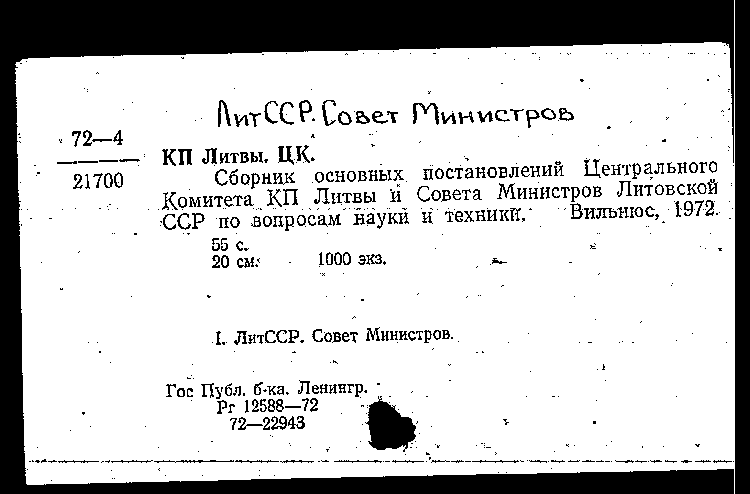 ЛитССР. Совет Министров
72—4
21700
КП Литвы. ЦК.
Сборник основных постановлений Центрального
Комитета КП Литвы и Совета Министров Литовской
ССР по вопросам науки и техники. Вильнюс, 1972.
55 с.
20 см. 1000 экз.
I. ЛитССР. Совет Министров.
Гос Публ. б-ка. Ленингр.
Рг 12588—72
72—22943